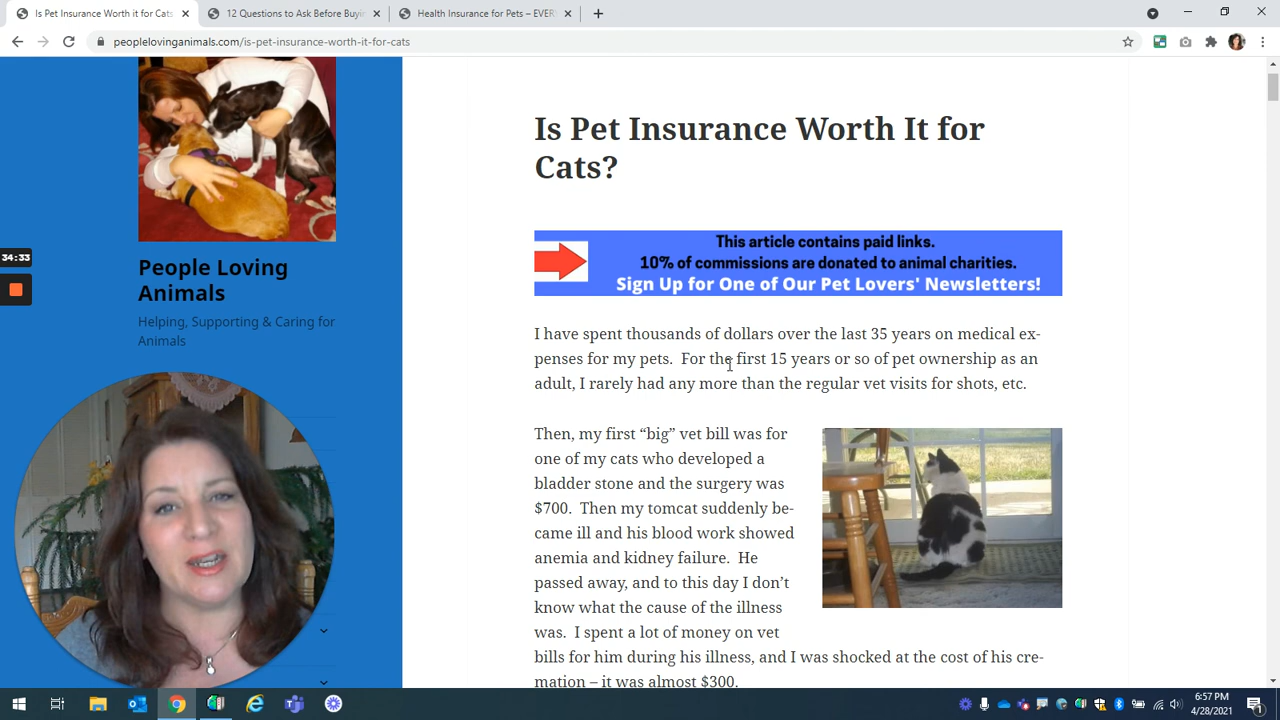 Is Pet Insurance Worth it for Cats
12 Questions to Ask Before Buyin
Health Insurance for Pets – EVER
peoplelovinganimals.com/is-pet-insurance-worth-it-for-cats
34:33
People Loving
Animals
Helping, Supporting & Caring for
Animals
Is Pet Insurance Worth It for
Cats?
This article contains paid links.
10% of commissions are donated to animal charities.
Sign Up for One of Our Pet Lovers' Newsletters!
I have spent thousands of dollars over the last 35 years on medical ex-
penses for my pets.  For the first 15 years or so of pet ownership as an
adult, I rarely had any more than the regular vet visits for shots, etc.
Then, my first “big” vet bill was for
one of my cats who developed a
bladder stone and the surgery was
$700.  Then my tomcat suddenly be-
came ill and his blood work showed
anemia and kidney failure.  He
passed away, and to this day I don’t
know what the cause of the illness
was.  I spent a lot of money on vet
bills for him during his illness, and I was shocked at the cost of his cre-
mation – it was almost $300.
6:57 PM
4/28/2021